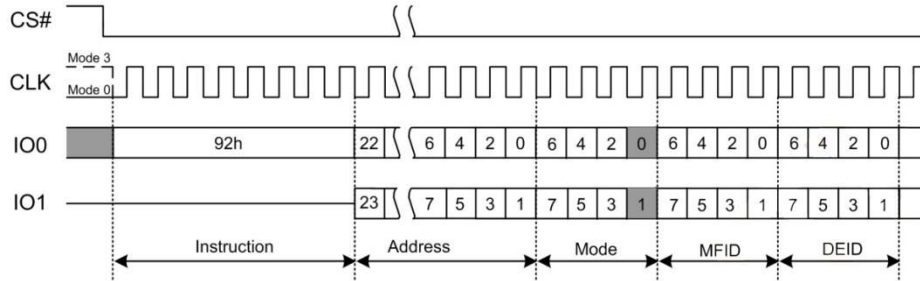 CS#
Mode 3
CLK
Mode 0
IO0 92h 22 6 4 2 0 6 4 2 0 6 4 2 0 6 4 2 0
IO1 23 7 5 3 1 7 5 3 1 7 5 3 1 7 5 3 1
Instruction Address Mode MFID DEID